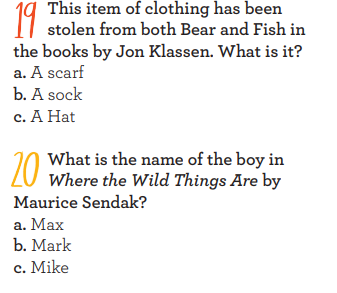 19 This item of clothing has been
stolen from both Bear and Fish in
the books by Jon Klassen. What is it?
a. A scarf
b. A sock
c. A Hat
20 What is the name of the boy in
Where the Wild Things Are by
Maurice Sendak?
a. Max
b. Mark
c. Mike